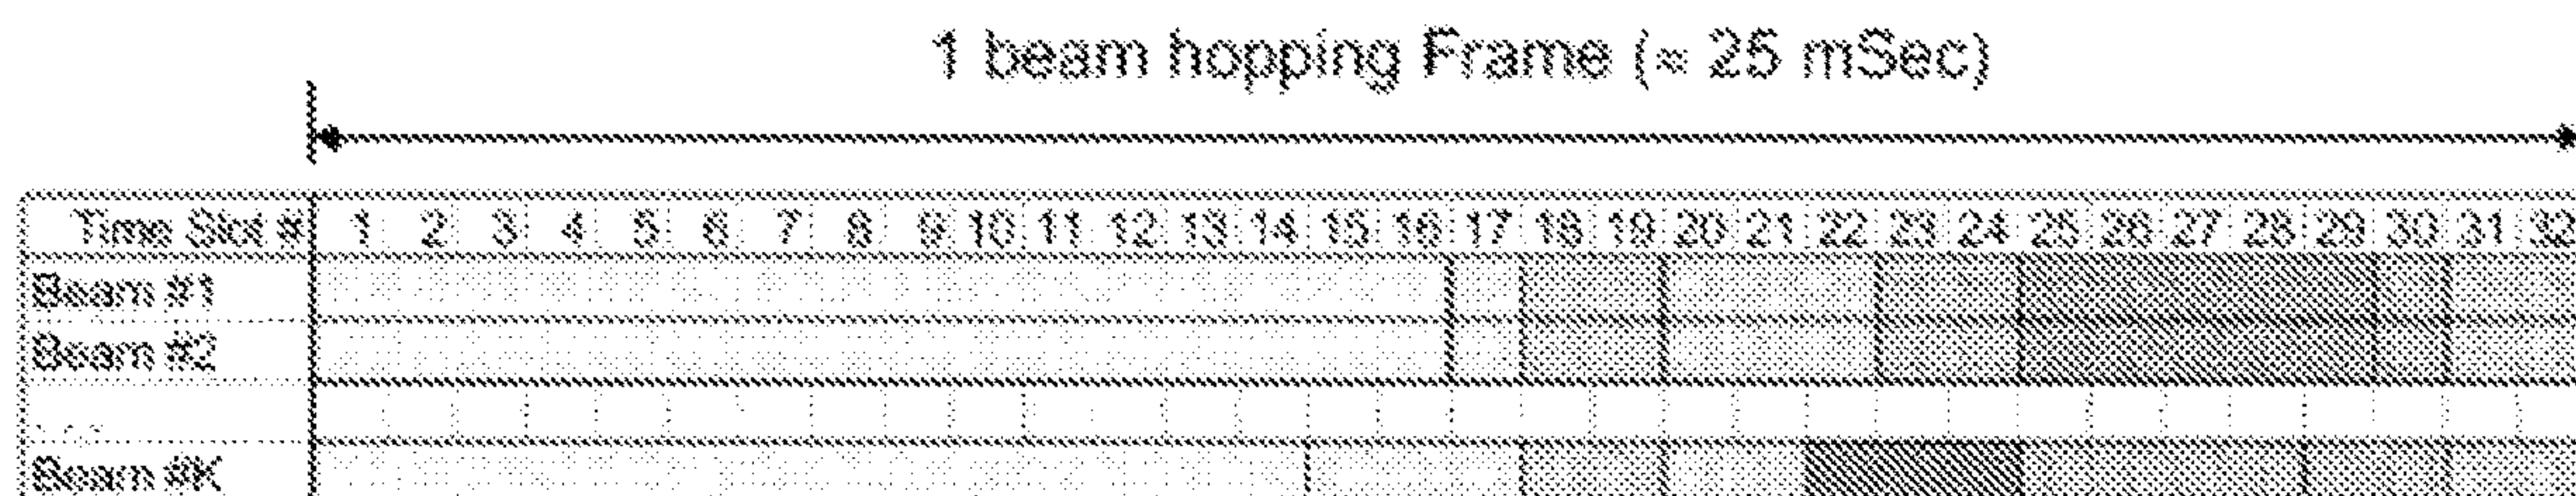 1 beam hopping Frame (≈ 25 mSec)
Time Slot # 1 2 3 4 5 6 7 8 9 10 11 12 13 14 15 16 17 18 19 20 21 22 23 24 25 26 27 28 29 30 31 32
Beam #1
Beam #2
...
Beam #K